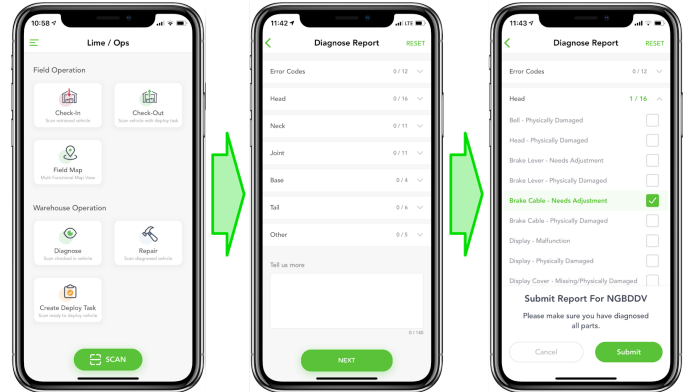 10:58
Lime / Ops
Field Operation
Check-In
Scan retrieved vehicle
Check-Out
Scan vehicle with deploy task
Field Map
Multi Functional Map View
Warehouse Operation
Diagnose
Scan checked in vehicle
Repair
Scan diagnosed vehicle
Create Deploy Task
Scan ready to deploy vehicle
SCAN
11:42 LTE
Diagnose Report RESET
Error Codes 0 / 12
Head 0 / 16
Neck 0 / 11
Joint 0 / 11
Base 0 / 4
Tail 0 / 6
Other 0 / 5
Tell us more
0 / 140
NEXT
11:43
Diagnose Report RESET
Error Codes 0 / 12
Head 1 / 16
Bell - Physically Damaged
Head - Physically Damaged
Brake Lever - Needs Adjustment
Brake Lever - Physically Damaged
Brake Cable - Needs Adjustment
Brake Cable - Physically Damaged
Display - Malfunction
Display - Physically Damaged
Display Cover - Missing/Physically Damaged
Submit Report For NGBDDV
Please make sure you have diagnosed
all parts.
Cancel Submit